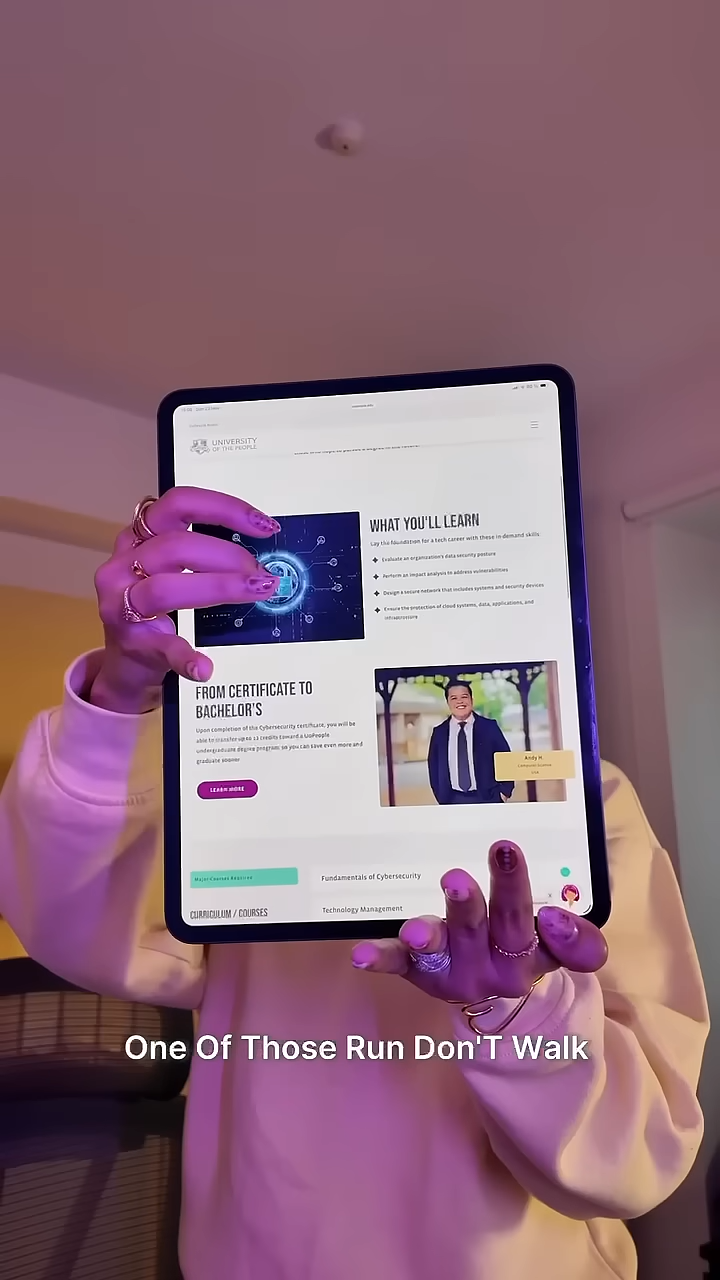 UNIVERSITY
OF THE PEOPLE
WHAT YOU'LL LEARN
Lay the foundation for a tech career with these in-demand skills
Evaluate an organization's data security posture
Perform an impact analysis to address vulnerabilities
Design a secure network that includes systems and security devices
Ensure the protection of cloud systems, data, applications, and
infrastructure
FROM CERTIFICATE TO
BACHELOR'S
Upon completion of the Cybersecurity certificate, you will be
able to transfer up to 12 credits toward a UoPeople
undergraduate degree program, so you can save even more and
graduate sooner.
LEARN MORE
Andy H.
Major Courses Required
Fundamentals of Cybersecurity
CURRICULUM / COURSES
Technology Management
One Of Those Run Don'T Walk